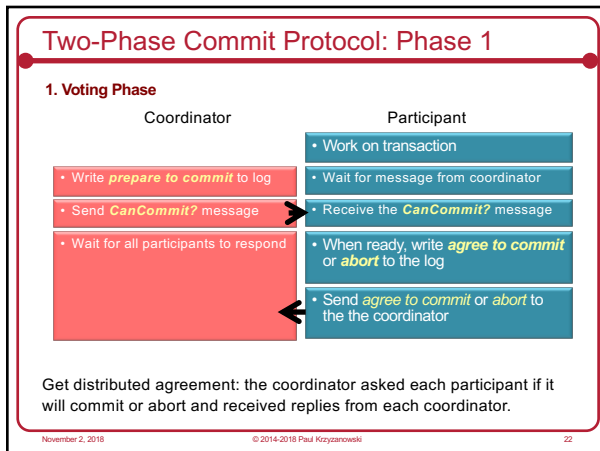 Two-Phase Commit Protocol: Phase 1
1. Voting Phase
Coordinator
Participant
• Work on transaction
• Write prepare to commit to log
• Wait for message from coordinator
• Send CanCommit? message
• Receive the CanCommit? message
• Wait for all participants to respond
• When ready, write agree to commit
or abort to the log
• Send agree to commit or abort to
the the coordinator
Get distributed agreement: the coordinator asked each participant if it
will commit or abort and received replies from each coordinator.
November 2, 2018
© 2014-2018 Paul Krzyzanowski
22